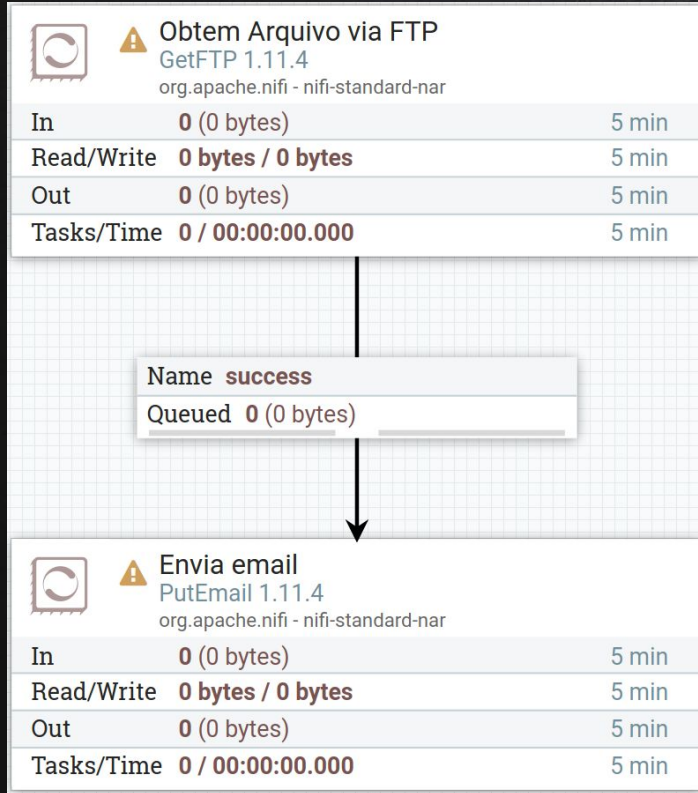 Obtem Arquivo via FTP
GetFTP 1.11.4
org.apache.nifi - nifi-standard-nar
In 0 (0 bytes) 5 min
Read/Write 0 bytes / 0 bytes 5 min
Out 0 (0 bytes) 5 min
Tasks/Time 0 / 00:00:00.000 5 min
Name success
Queued 0 (0 bytes)
Envia email
PutEmail 1.11.4
org.apache.nifi - nifi-standard-nar
In 0 (0 bytes) 5 min
Read/Write 0 bytes / 0 bytes 5 min
Out 0 (0 bytes) 5 min
Tasks/Time 0 / 00:00:00.000 5 min